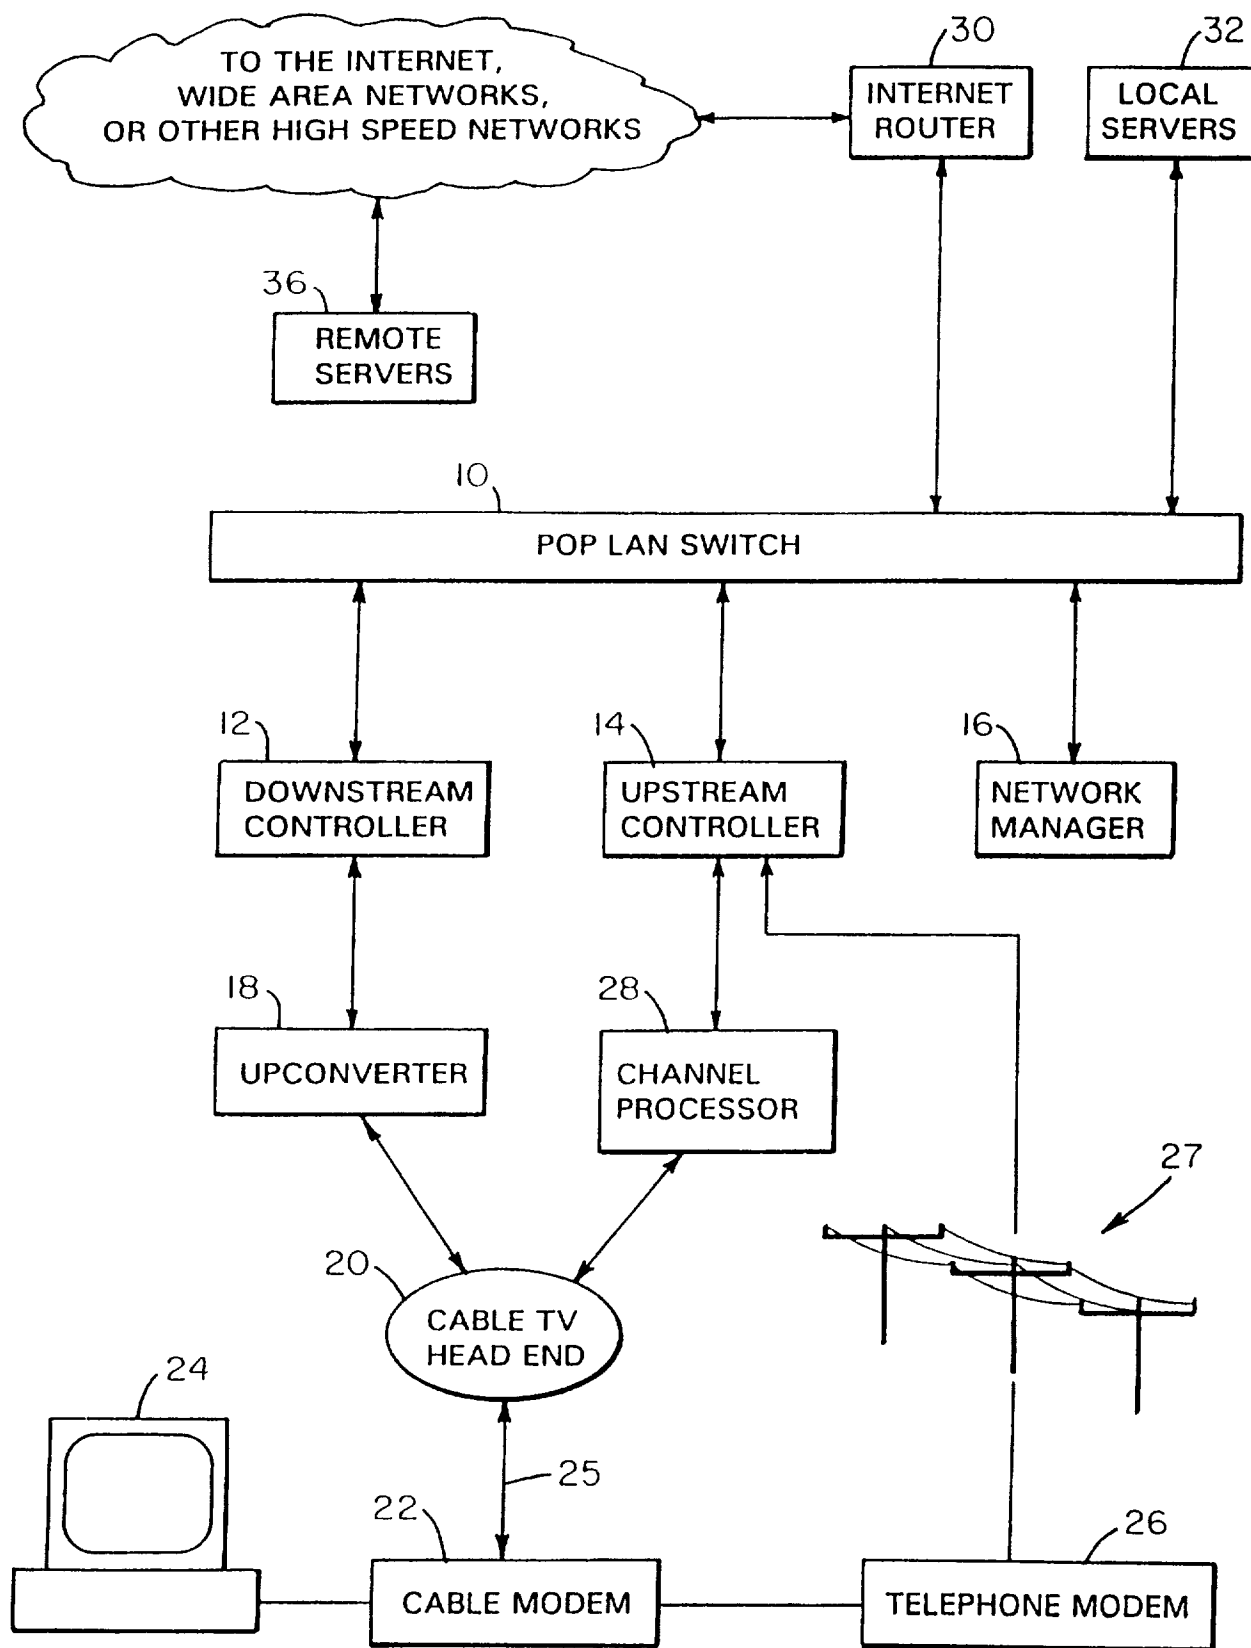 TO THE INTERNET,
WIDE AREA NETWORKS,
OR OTHER HIGH SPEED NETWORKS
30
INTERNET
ROUTER
32
LOCAL
SERVERS
36
REMOTE
SERVERS
10
POP LAN SWITCH
12
DOWNSTREAM
CONTROLLER
14
UPSTREAM
CONTROLLER
16
NETWORK
MANAGER
18
UPCONVERTER
28
CHANNEL
PROCESSOR
27
20
CABLE TV
HEAD END
24
25
22
CABLE MODEM
26
TELEPHONE MODEM